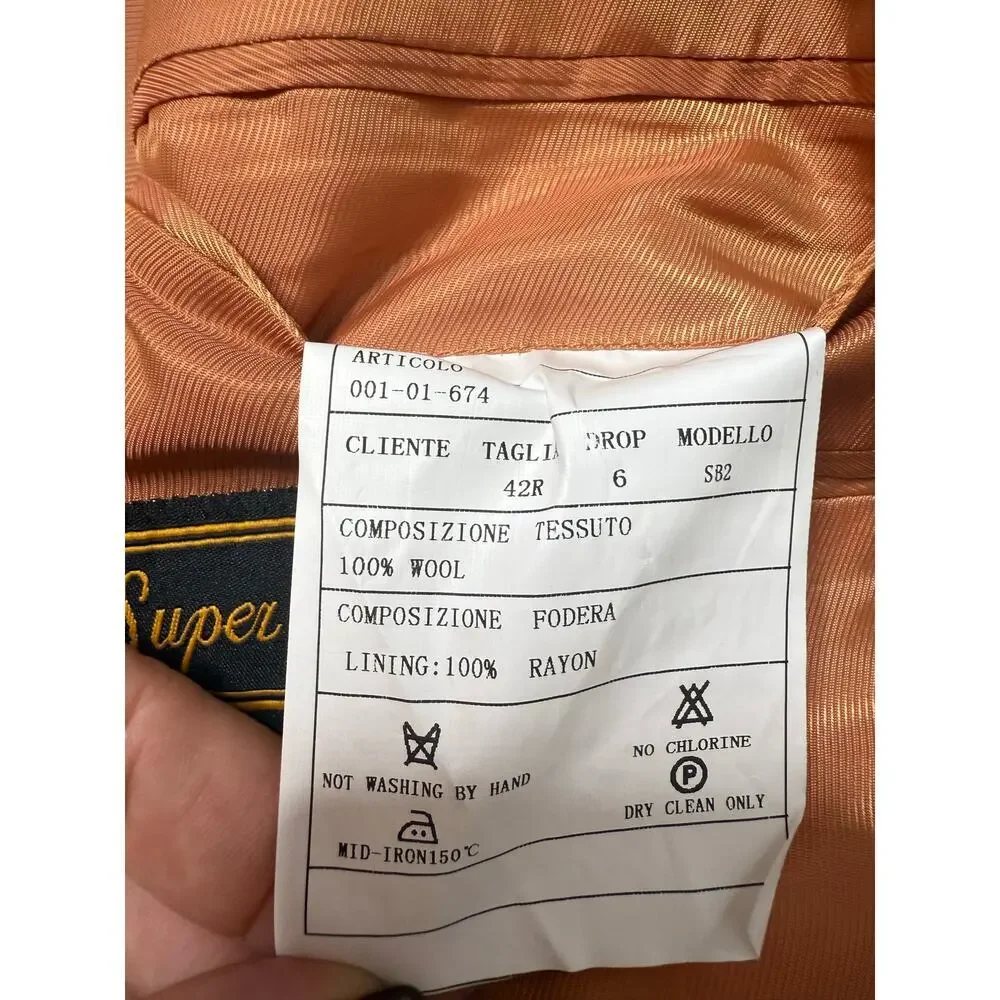 ARTICOLO
001-01-674
CLIENTE TAGLIA DROP MODELLO
42R 6 SB2
COMPOSIZIONE TESSUTO
100% WOOL
COMPOSIZIONE FODERA
LINING:100% RAYON
NOT WASHING BY HAND
NO CHLORINE
P
DRY CLEAN ONLY
MID-IRON150℃
Super